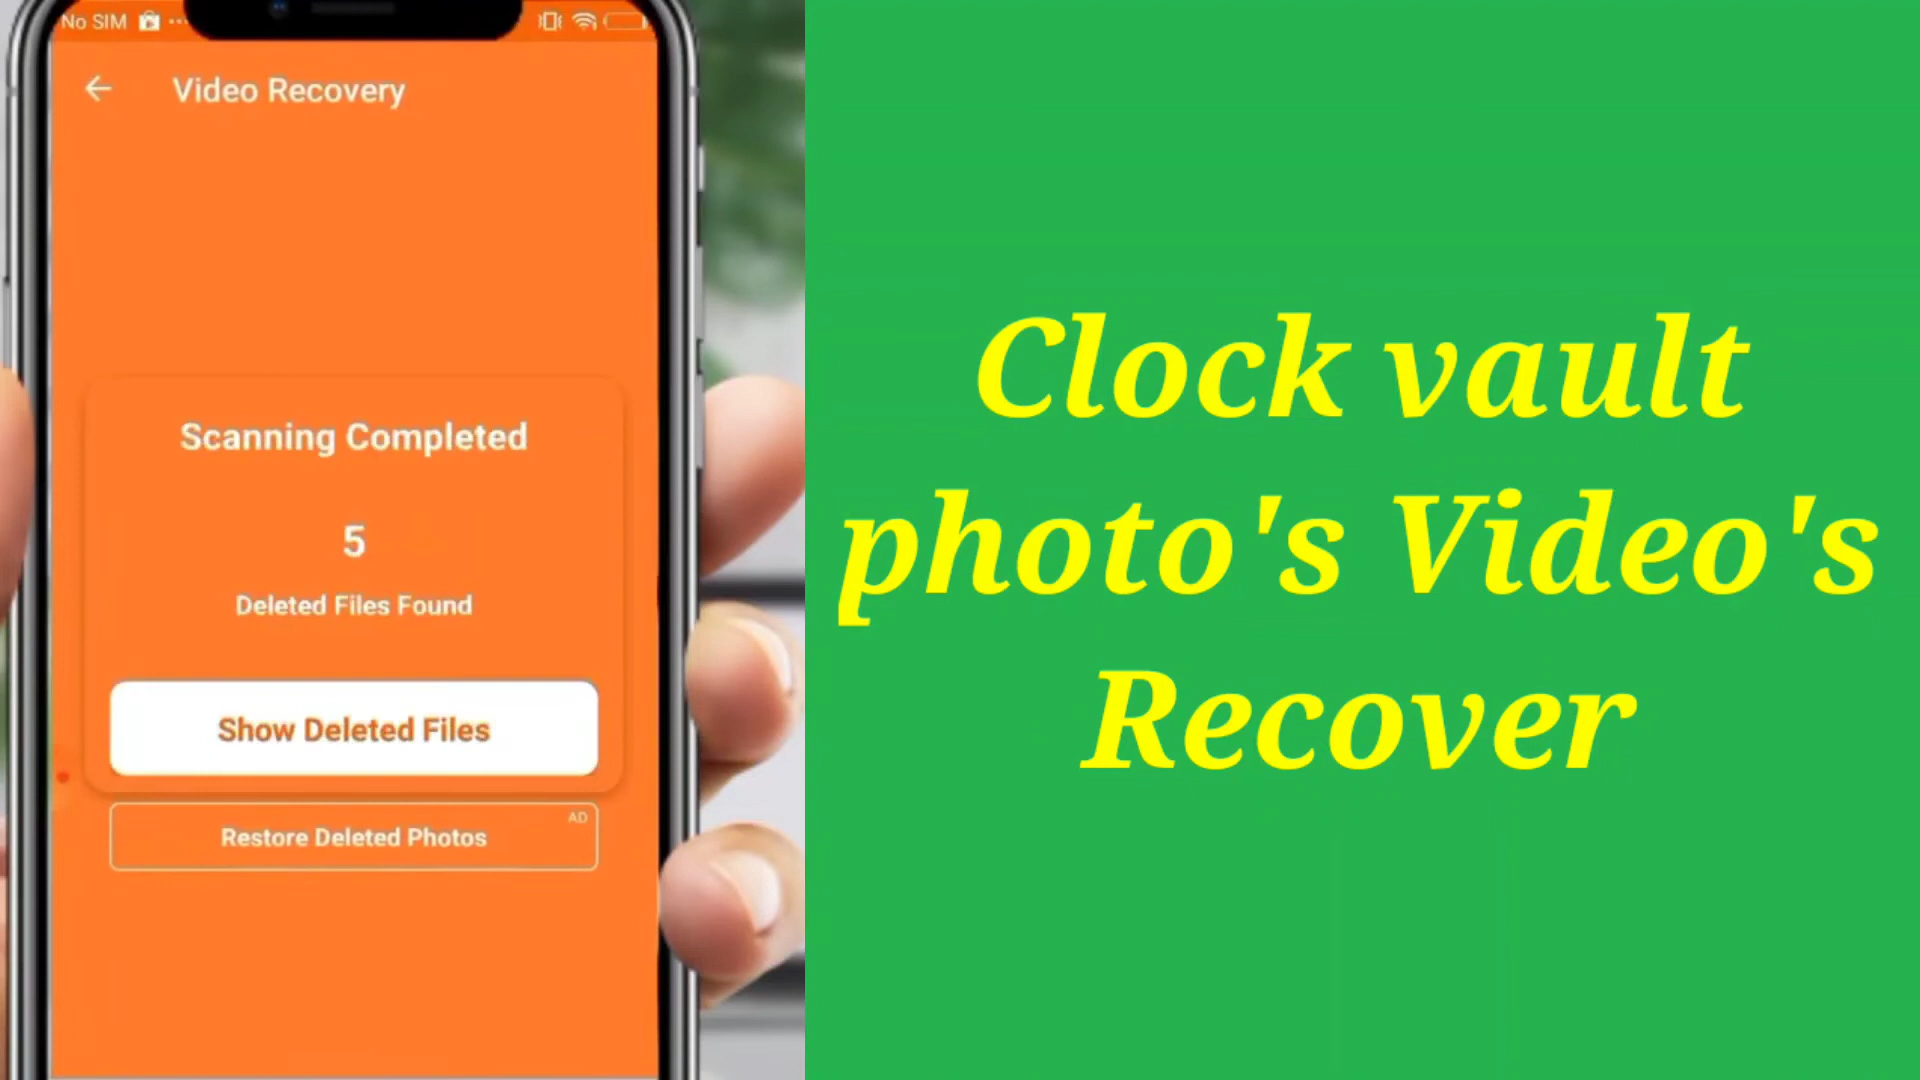 No SIM
Video Recovery
Scanning Completed
5
Deleted Files Found
Show Deleted Files
AD
Restore Deleted Photos
Clock vault
photo's Video's
Recover